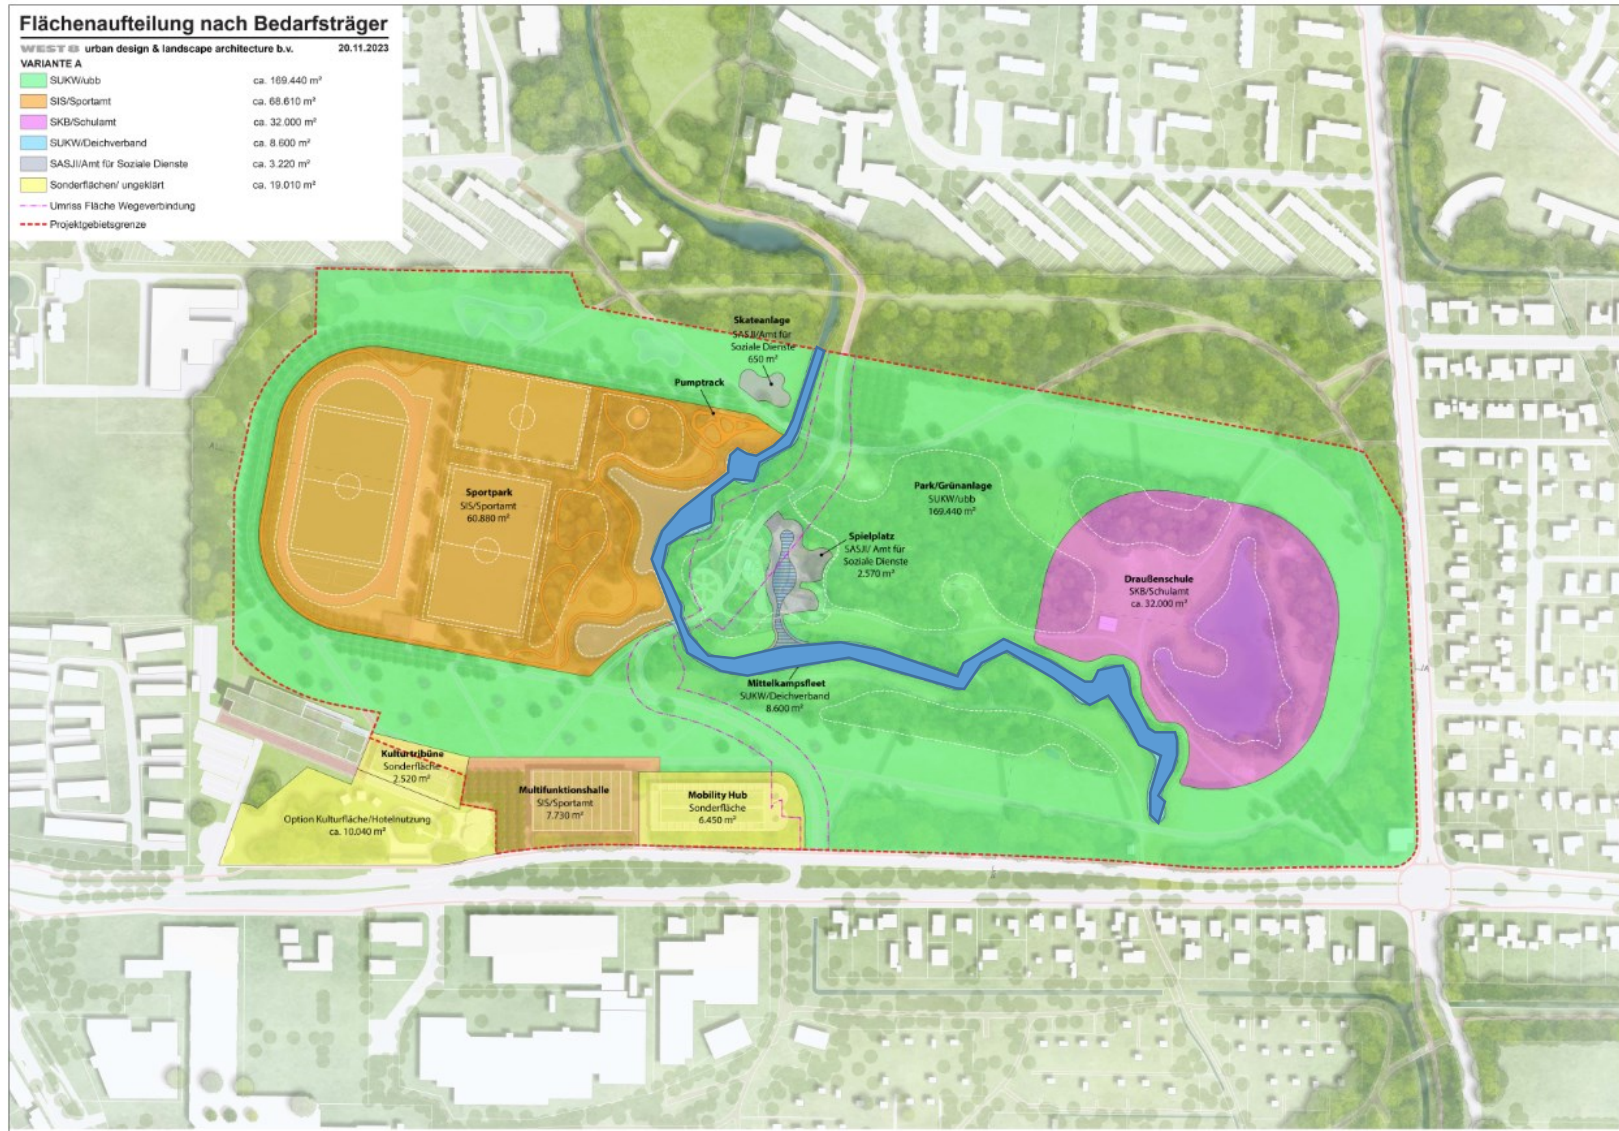 Flächenaufteilung nach Bedarfsträger
WEST 8 urban design & landscape architecture b.v. 20.11.2023
VARIANTE A
SUKW/ubb ca. 169.440 m²
SIS/Sportamt ca. 68.610 m²
SKB/Schulamt ca. 32.000 m²
SUKW/Deichverband ca. 8.600 m²
SASJI/Amt für Soziale Dienste ca. 3.220 m²
Sonderflächen/ ungeklärt ca. 19.010 m²
Umriss Fläche Wegeverbindung
Projektgebietsgrenze
Skateanlage
SASJI/Amt für
Soziale Dienste
650 m²
Pumptrack
Sportpark
SIS/Sportamt
60.880 m²
Park/Grünanlage
SUKW/ubb
169.440 m²
Spielplatz
SASJI/ Amt für
Soziale Dienste
2.570 m²
Draußenschule
SKB/Schulamt
ca. 32.000 m²
Mittelkampsfleet
SUKW/Deichverband
8.600 m²
Kulturtribüne
Sonderfläche
2.520 m²
Multifunktionshalle
SIS/Sportamt
7.730 m²
Mobility Hub
Sonderfläche
6.450 m²
Option Kulturfläche/Hotelnutzung
ca. 10.040 m²